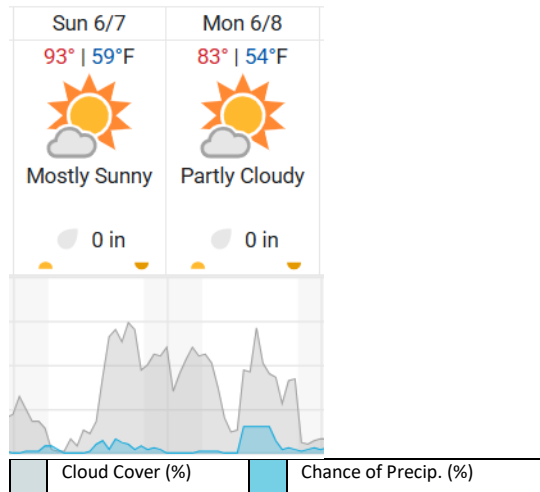 Sun 6/7 Mon 6/8
93° | 59°F 83° | 54°F
Mostly Sunny Partly Cloudy
0 in 0 in
Cloud Cover (%) Chance of Precip. (%)